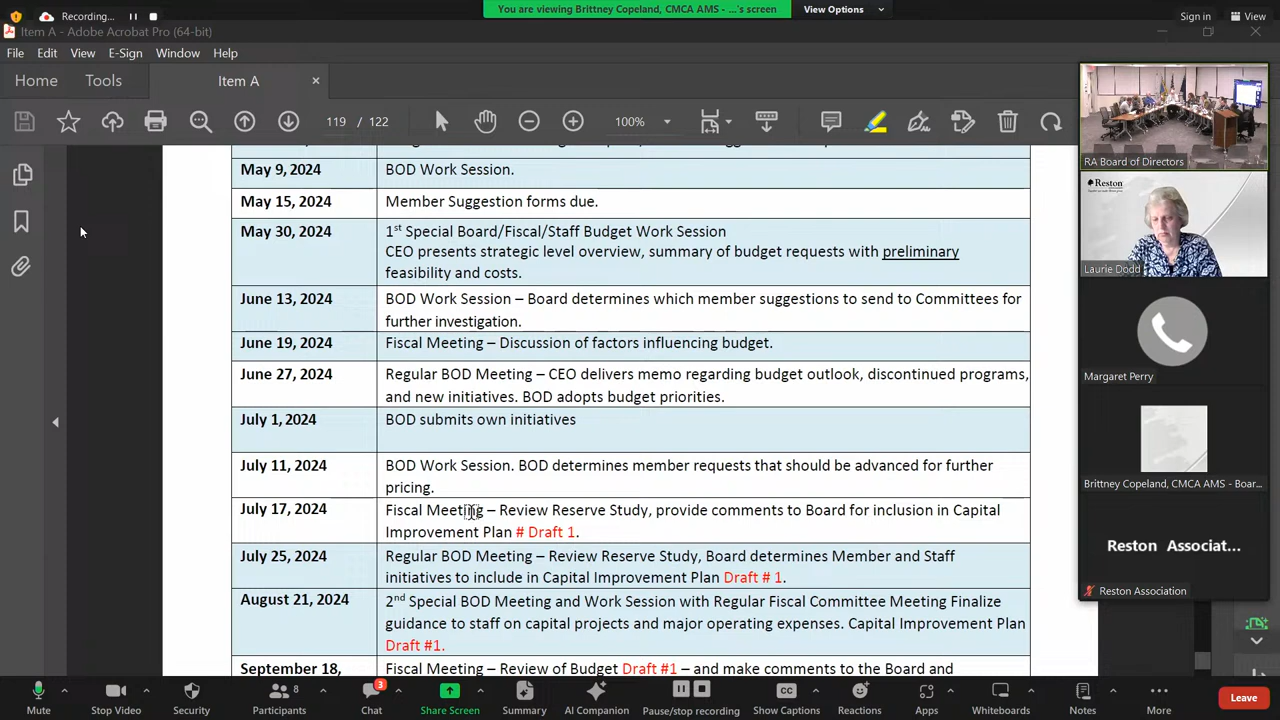 Recording...
You are viewing Brittney Copeland, CMCA AMS - ...'s screen
View Options
Sign in
View
Item A - Adobe Acrobat Pro (64-bit)
File Edit View E-Sign Window Help
Home Tools Item A
119 / 122
100%
May 9, 2024 BOD Work Session.
May 15, 2024 Member Suggestion forms due.
May 30, 2024 1st Special Board/Fiscal/Staff Budget Work Session
CEO presents strategic level overview, summary of budget requests with preliminary
feasibility and costs.
June 13, 2024 BOD Work Session – Board determines which member suggestions to send to Committees for
further investigation.
June 19, 2024 Fiscal Meeting – Discussion of factors influencing budget.
June 27, 2024 Regular BOD Meeting – CEO delivers memo regarding budget outlook, discontinued programs,
and new initiatives. BOD adopts budget priorities.
July 1, 2024 BOD submits own initiatives
July 11, 2024 BOD Work Session. BOD determines member requests that should be advanced for further
pricing.
July 17, 2024 Fiscal Meeting – Review Reserve Study, provide comments to Board for inclusion in Capital
Improvement Plan # Draft 1.
July 25, 2024 Regular BOD Meeting – Review Reserve Study, Board determines Member and Staff
initiatives to include in Capital Improvement Plan Draft # 1.
August 21, 2024 2nd Special BOD Meeting and Work Session with Regular Fiscal Committee Meeting Finalize
guidance to staff on capital projects and major operating expenses. Capital Improvement Plan
Draft #1.
September 18, Fiscal Meeting – Review of Budget Draft #1 – and make comments to the Board and
RA Board of Directors
Reston
Laurie Dodd
Margaret Perry
Brittney Copeland, CMCA AMS - Boar...
Reston Associat...
Reston Association
Mute
Stop Video
Security
8
Participants
3
Chat
Share Screen
Summary
AI Companion
Pause/stop recording
CC
Show Captions
Reactions
Apps
Whiteboards
Notes
More
Leave